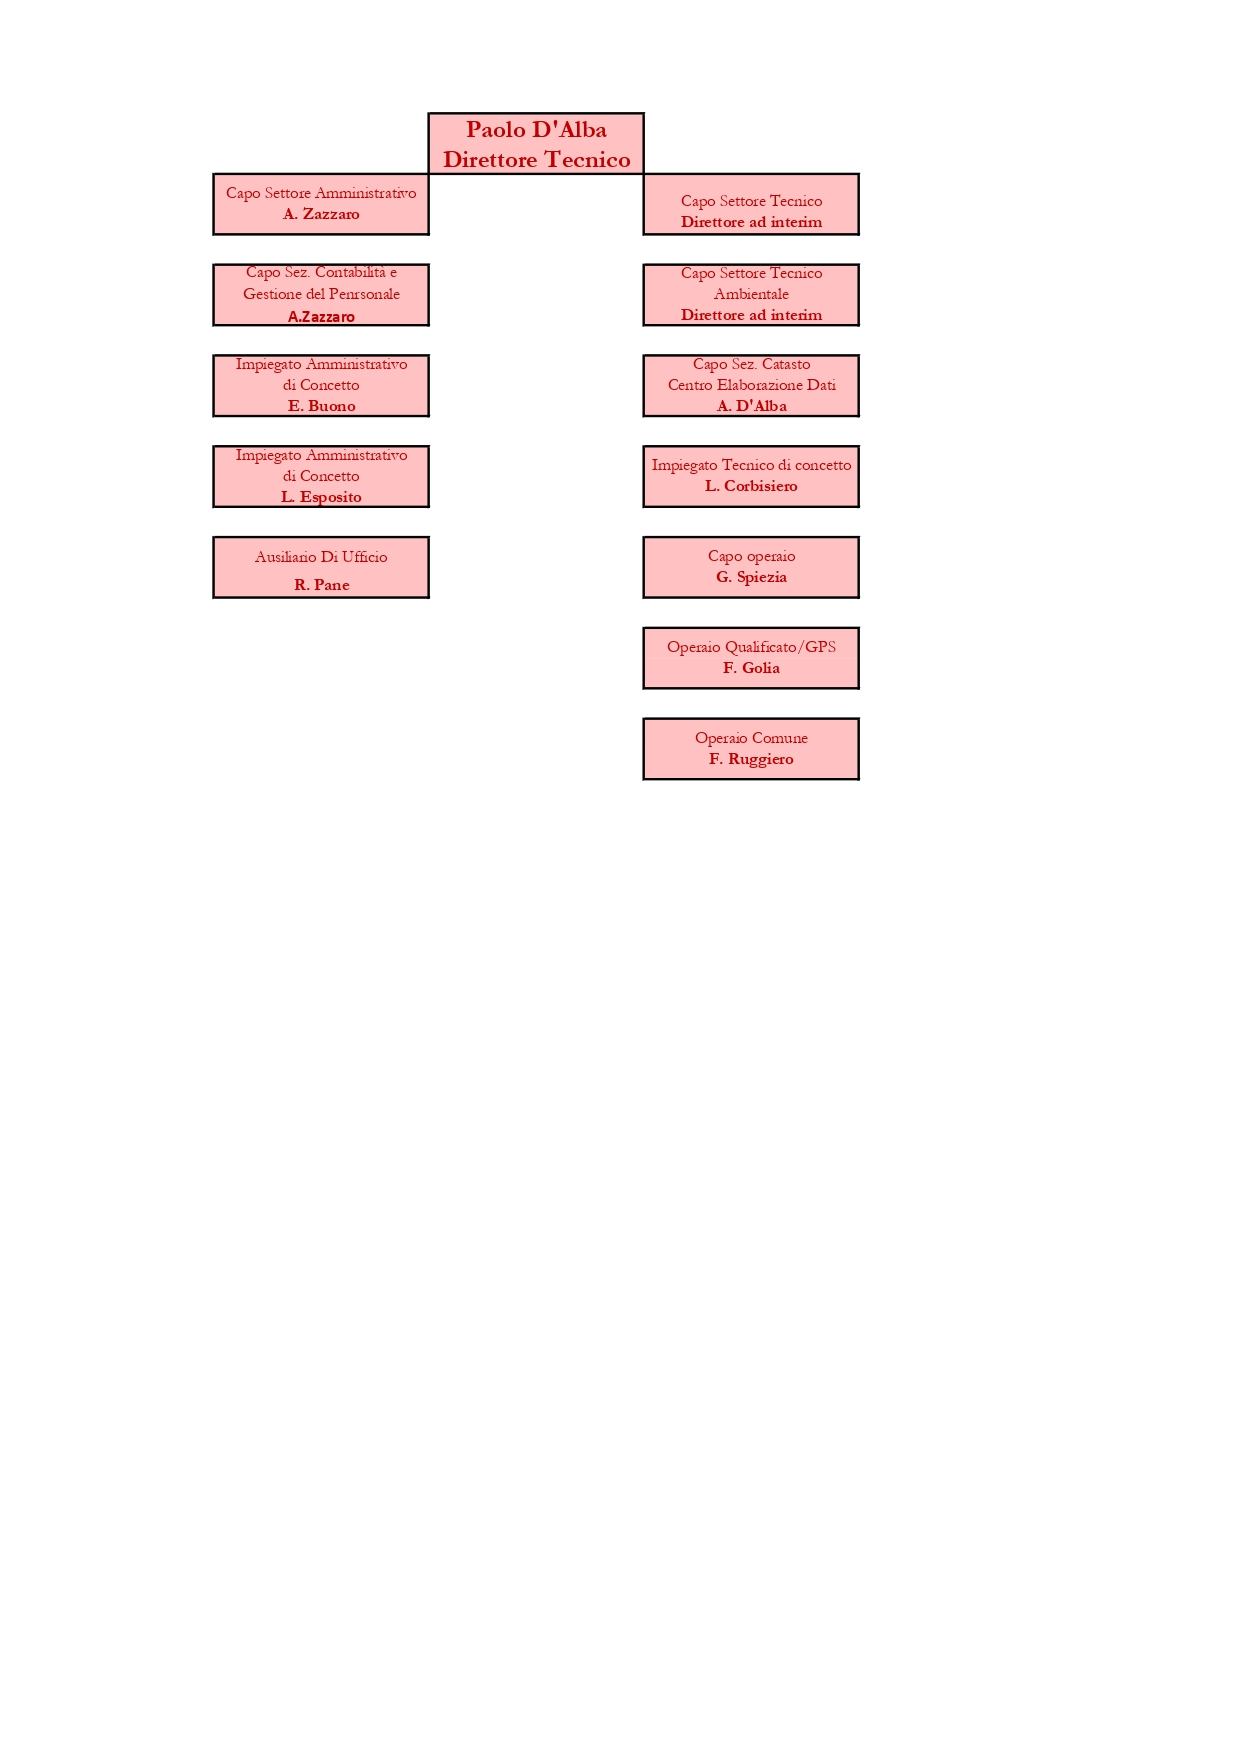 Paolo D'Alba
Direttore Tecnico
Capo Settore Amministrativo
A. Zazzaro
Capo Sez. Contabilità e
Gestione del Penrsonale
A.Zazzaro
Impiegato Amministrativo
di Concetto
E. Buono
Impiegato Amministrativo
di Concetto
L. Esposito
Ausiliario Di Ufficio
R. Pane
Capo Settore Tecnico
Direttore ad interim
Capo Settore Tecnico
Ambientale
Direttore ad interim
Capo Sez. Catasto
Centro Elaborazione Dati
A. D'Alba
Impiegato Tecnico di concetto
L. Corbisiero
Capo operaio
G. Spiezia
Operaio Qualificato/GPS
F. Golia
Operaio Comune
F. Ruggiero